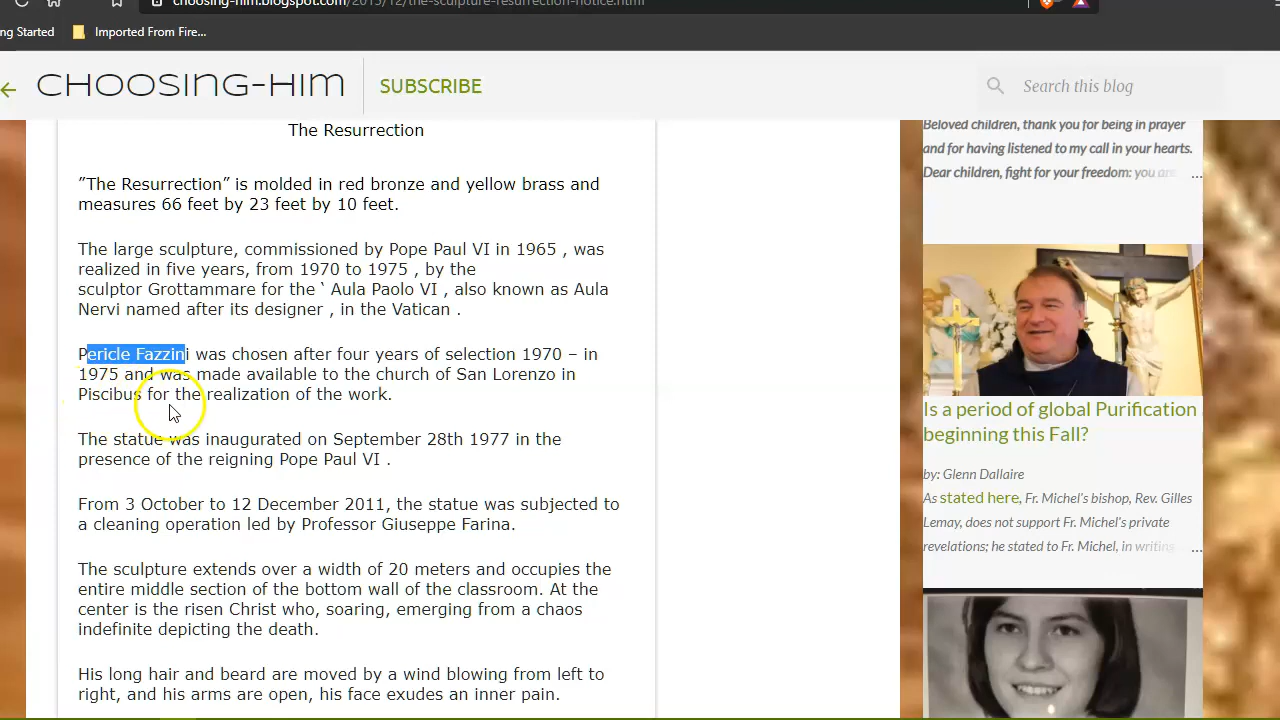 choosing-him.blogspot.com/2015/12/the-sculpture-resurrection-notice.html
ng Started
Imported From Fire...
CHOOSING-HIM
SUBSCRIBE
Search this blog
The Resurrection
”The Resurrection” is molded in red bronze and yellow brass and
measures 66 feet by 23 feet by 10 feet.
The large sculpture, commissioned by Pope Paul VI in 1965 , was
realized in five years, from 1970 to 1975 , by the
sculptor Grottammare for the ‘ Aula Paolo VI , also known as Aula
Nervi named after its designer , in the Vatican .
Pericle Fazzini was chosen after four years of selection 1970 – in
1975 and was made available to the church of San Lorenzo in
Piscibus for the realization of the work.
The statue was inaugurated on September 28th 1977 in the
presence of the reigning Pope Paul VI .
From 3 October to 12 December 2011, the statue was subjected to
a cleaning operation led by Professor Giuseppe Farina.
The sculpture extends over a width of 20 meters and occupies the
entire middle section of the bottom wall of the classroom. At the
center is the risen Christ who, soaring, emerging from a chaos
indefinite depicting the death.
His long hair and beard are moved by a wind blowing from left to
right, and his arms are open, his face exudes an inner pain.
Beloved children, thank you for being in prayer
and for having listened to my call in your hearts.
Dear children, fight for your freedom: you are ...
Is a period of global Purification
beginning this Fall?
by: Glenn Dallaire
As stated here, Fr. Michel's bishop, Rev. Gilles
Lemay, does not support Fr. Michel's private
revelations; he stated to Fr. Michel, in writing ...